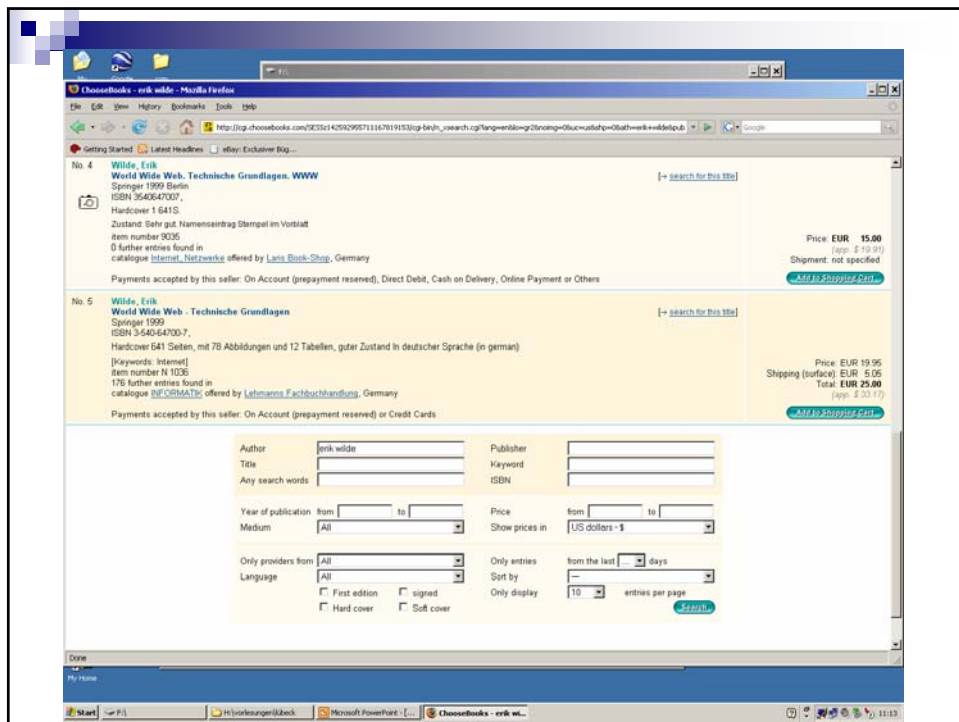 F:\
ChooseBooks - erik wilde - Mozilla Firefox
File Edit View History Bookmarks Tools Help
Google
Getting Started Latest Headlines eBay: Exclusiver Büg...
No. 4 Wilde, Erik
World Wide Web. Technische Grundlagen. WWW [→ search for this title]
Springer 1999 Berlin
ISBN 3540647007,
Hardcover 1 641S.
Zustand: Sehr gut. Namenseintrag Stempel im Vorblatt
item number 9035
0 further entries found in
catalogue Internet, Netzwerke offered by Laris Book-Shop, Germany
Price: EUR 15.00
(app. $ 19.91)
Shipment: not specified
Payments accepted by this seller: On Account (prepayment reserved), Direct Debit, Cash on Delivery, Online Payment or Others
Add to Shopping Cart
No. 5 Wilde, Erik
World Wide Web - Technische Grundlagen [→ search for this title]
Springer 1999
ISBN 3-540-64700-7,
Hardcover 641 Seiten, mit 78 Abbildungen und 12 Tabellen, guter Zustand In deutscher Sprache (in german)
[Keywords: Internet]
item number N 1036
176 further entries found in
catalogue INFORMATIK offered by Lehmanns Fachbuchhandlung, Germany
Price: EUR 19.95
Shipping (surface): EUR 5.05
Total: EUR 25.00
(app. $ 33.17)
Payments accepted by this seller: On Account (prepayment reserved) or Credit Cards
Add to Shopping Cart
Author erik wilde Publisher
Title Keyword
Any search words ISBN
Year of publication from to Price from to
Medium All Show prices in US dollars - $
Only providers from All Only entries from the last ... days
Language All Sort by —
First edition signed Only display 10 entries per page
Hard cover Soft cover Search
Done
My Home
Start F:\ H:\vorlesungen\lübeck Microsoft PowerPoint - [... ChooseBooks - erik wi... 11:13